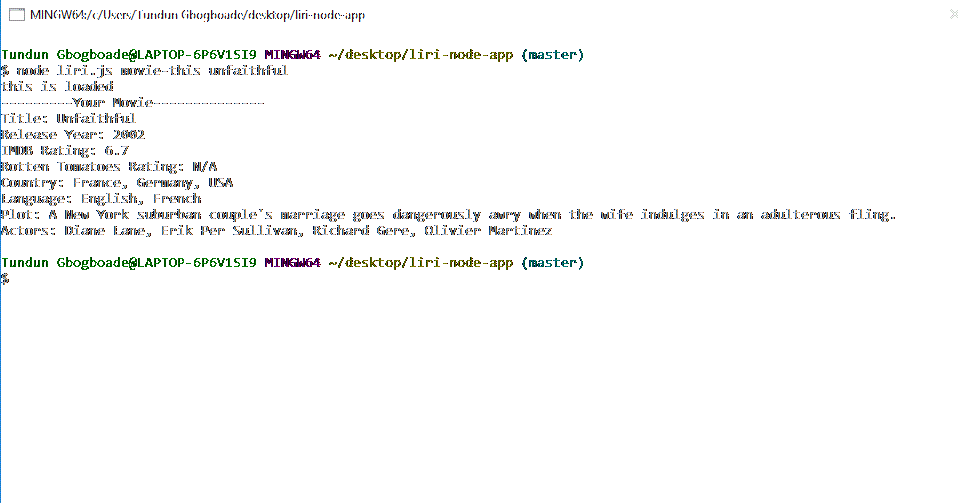 MINGW64:/c/Users/Tundun Gbogboade/desktop/liri-node-app
Tundun Gbogboade@LAPTOP-6P6V1SI9 MINGW64 ~/desktop/liri-node-app (master)
$ node liri.js movie-this unfaithful
this is loaded
---------------Your Movie-----------------------
Title: Unfaithful
Release Year: 2002
IMDB Rating: 6.7
Rotten Tomatoes Rating: N/A
Country: France, Germany, USA
Language: English, French
Plot: A New York suburban couple's marriage goes dangerously awry when the wife indulges in an adulterous fling.
Actors: Diane Lane, Erik Per Sullivan, Richard Gere, Olivier Martinez
Tundun Gbogboade@LAPTOP-6P6V1SI9 MINGW64 ~/desktop/liri-node-app (master)
$